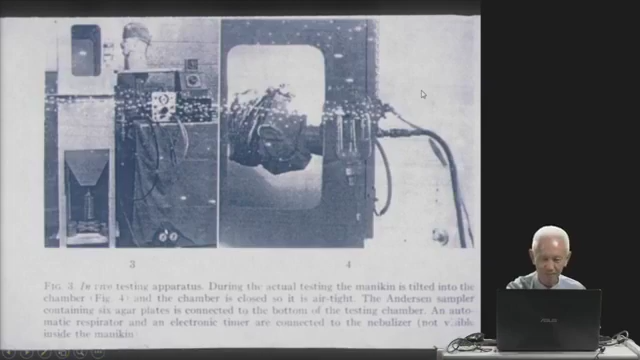 3
4
FIG. 3. In vivo testing apparatus. During the actual testing the manikin is tilted into the
chamber (Fig. 4) and the chamber is closed so it is air-tight. The Andersen sampler
containing six agar plates is connected to the bottom of the testing chamber. An auto-
matic respirator and an electronic timer are connected to the nebulizer (not visible
inside the manikin
ASUS